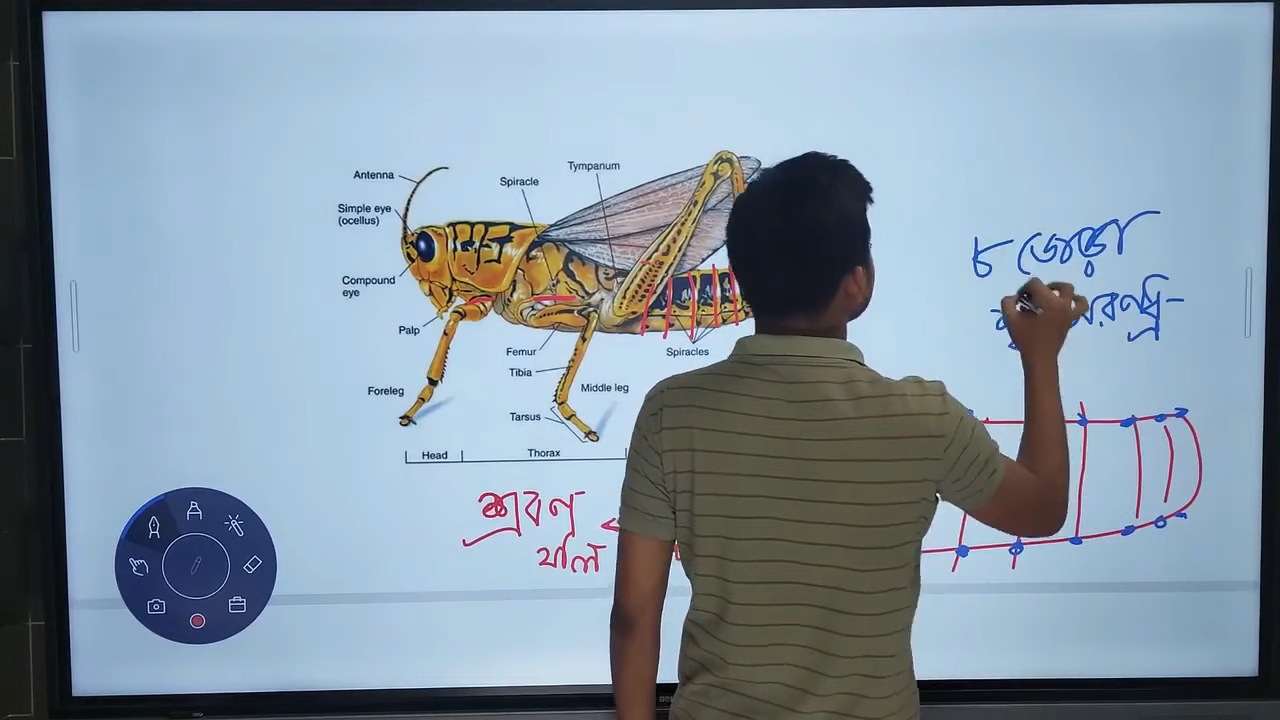 Antenna
Spiracle
Tympanum
Simple eye
(ocellus)
Compound
eye
Palp
Femur
Tibia
Spiracles
Foreleg
Middle leg
Tarsus
Head
Thorax
৮ জোড়া
শ্রবণ
থলি